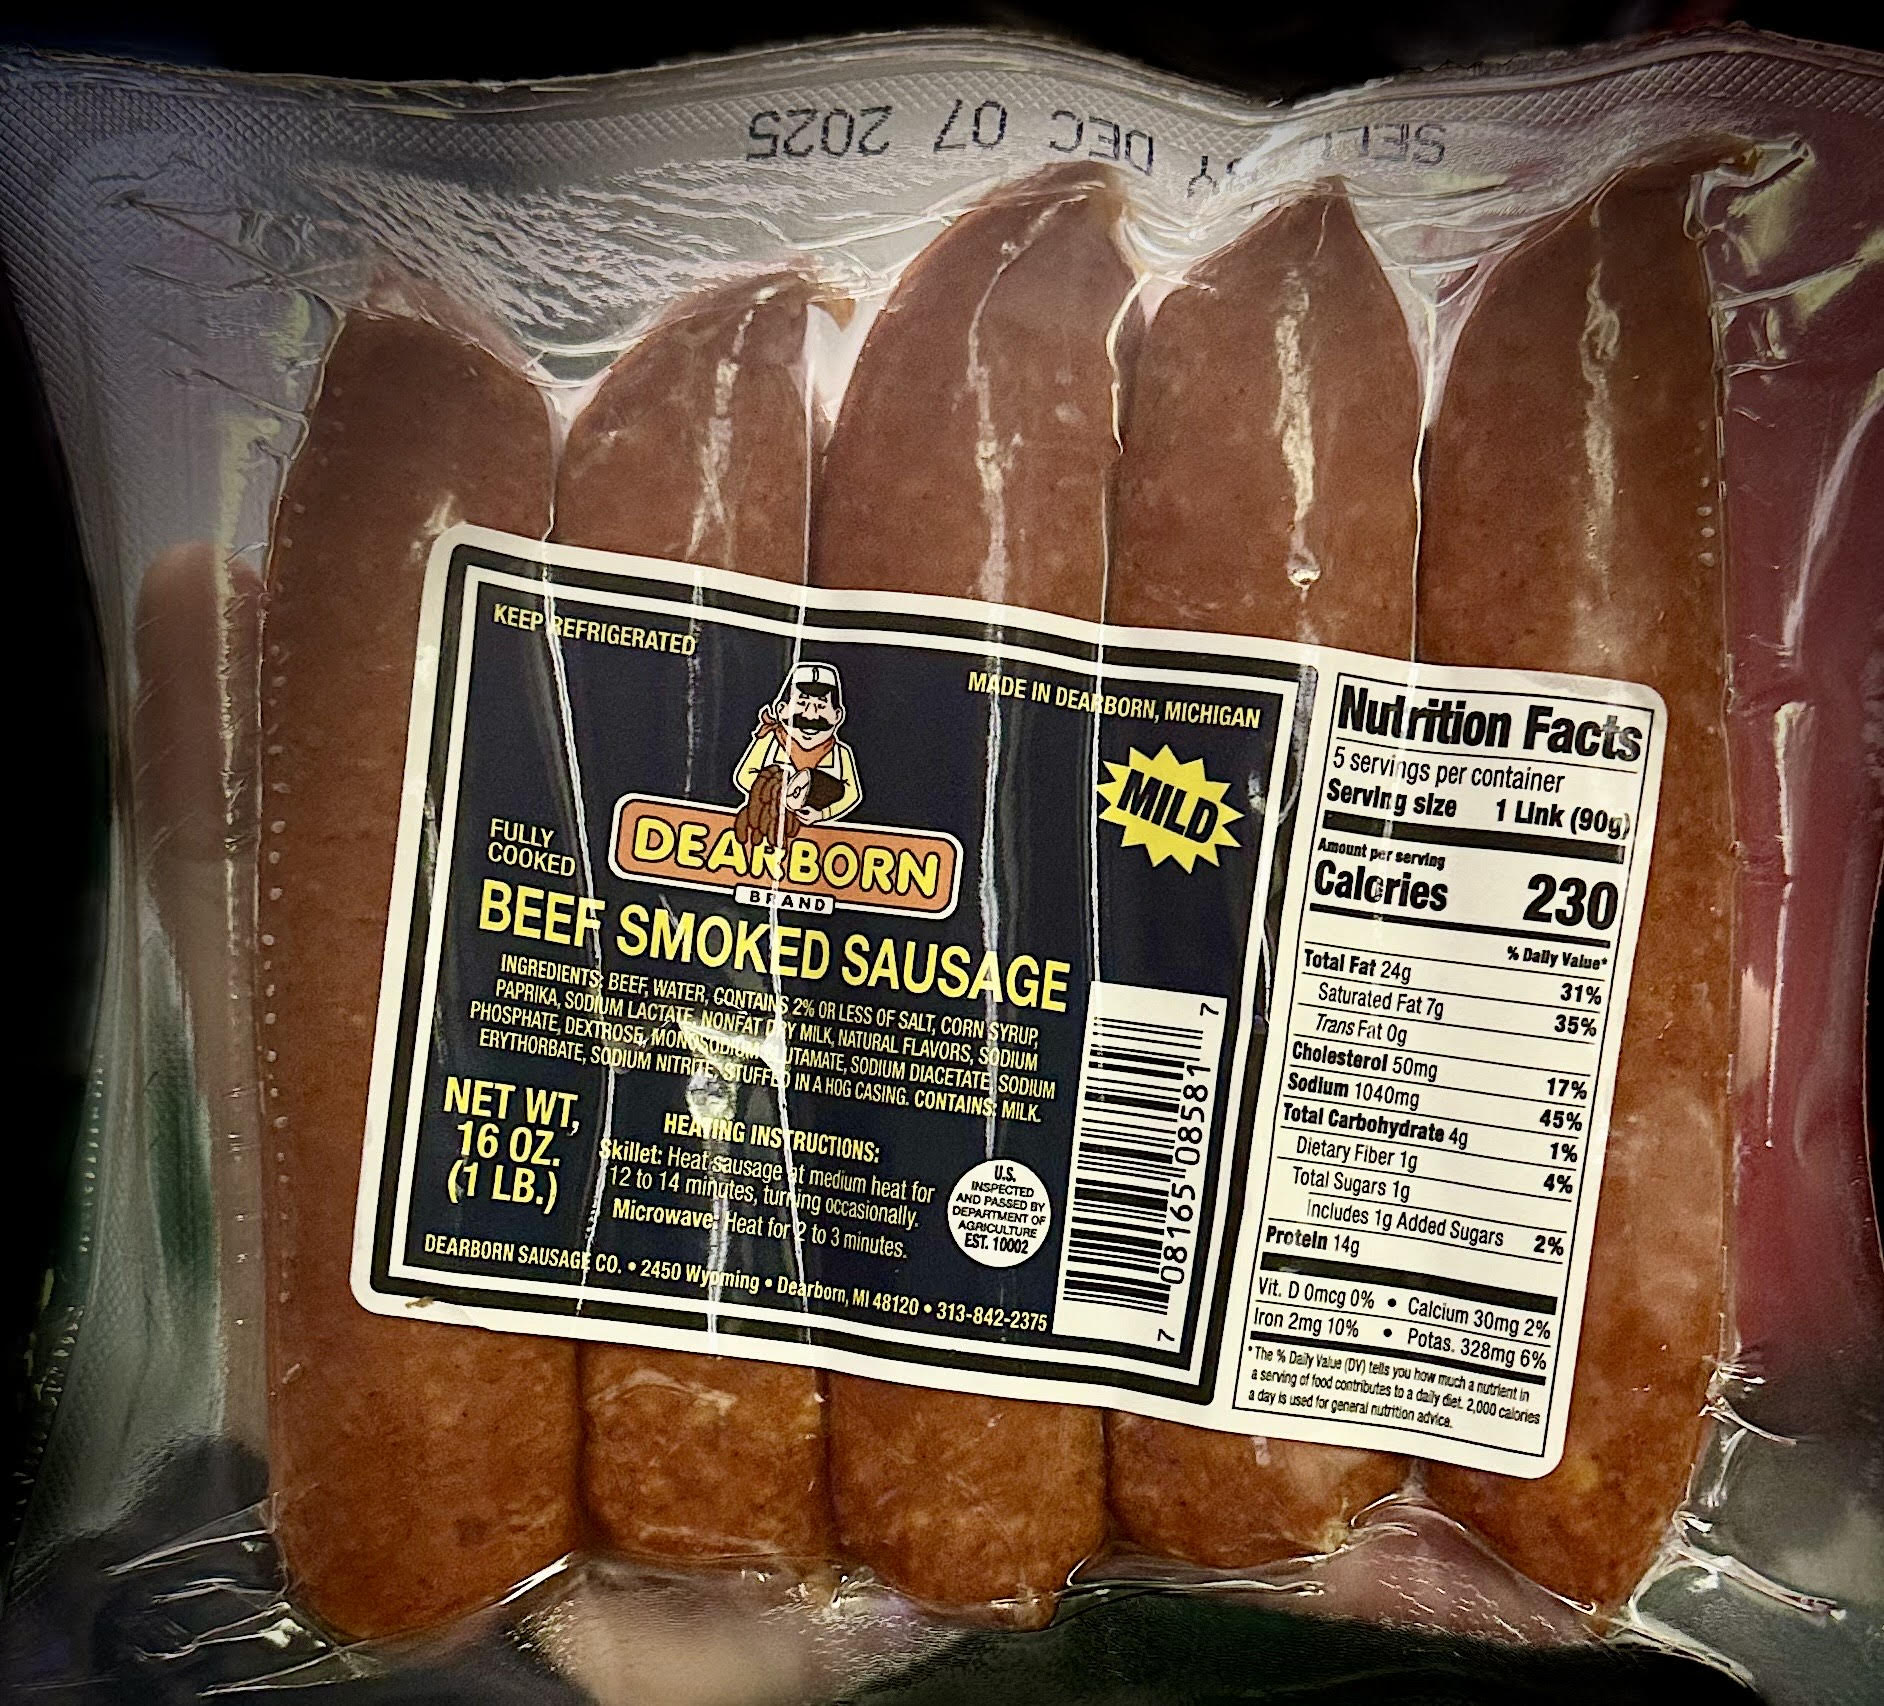 SELL BY DEC 07 2025
KEEP REFRIGERATED
MADE IN DEARBORN, MICHIGAN
MILD
FULLY
COOKED
DEARBORN
BRAND
BEEF SMOKED SAUSAGE
INGREDIENTS: BEEF, WATER, CONTAINS 2% OR LESS OF SALT, CORN SYRUP,
PAPRIKA, SODIUM LACTATE, NONFAT DRY MILK, NATURAL FLAVORS, SODIUM
PHOSPHATE, DEXTROSE, MONOSODIUM GLUTAMATE, SODIUM DIACETATE, SODIUM
ERYTHORBATE, SODIUM NITRITE, STUFFED IN A HOG CASING. CONTAINS: MILK.
NET WT,
16 OZ.
(1 LB.)
HEATING INSTRUCTIONS:
Skillet: Heat sausage at medium heat for
12 to 14 minutes, turning occasionally.
Microwave: Heat for 2 to 3 minutes.
U.S.
INSPECTED
AND PASSED BY
DEPARTMENT OF
AGRICULTURE
EST. 10002
DEARBORN SAUSAGE CO. • 2450 Wyoming • Dearborn, MI 48120 • 313-842-2375
7 08165 08581 7
Nutrition Facts
5 servings per container
Serving size 1 Link (90g)
Amount per serving
Calories 230
% Daily Value*
Total Fat 24g 31%
Saturated Fat 7g 35%
Trans Fat 0g
Cholesterol 50mg 17%
Sodium 1040mg 45%
Total Carbohydrate 4g 1%
Dietary Fiber 1g 4%
Total Sugars 1g
Includes 1g Added Sugars 2%
Protein 14g
Vit. D 0mcg 0% • Calcium 30mg 2%
Iron 2mg 10% • Potas. 328mg 6%
*The % Daily Value (DV) tells you how much a nutrient in
a serving of food contributes to a daily diet. 2,000 calories
a day is used for general nutrition advice.